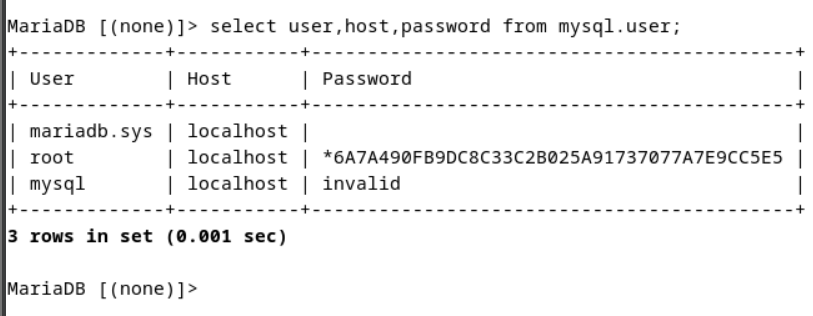 MariaDB [(none)]> select user,host,password from mysql.user;
+-------------+-----------+-------------------------------------------+
| User        | Host      | Password                                  |
+-------------+-----------+-------------------------------------------+
| mariadb.sys | localhost |                                           |
| root        | localhost | *6A7A490FB9DC8C33C2B025A91737077A7E9CC5E5 |
| mysql       | localhost | invalid                                   |
+-------------+-----------+-------------------------------------------+
3 rows in set (0.001 sec)
MariaDB [(none)]>